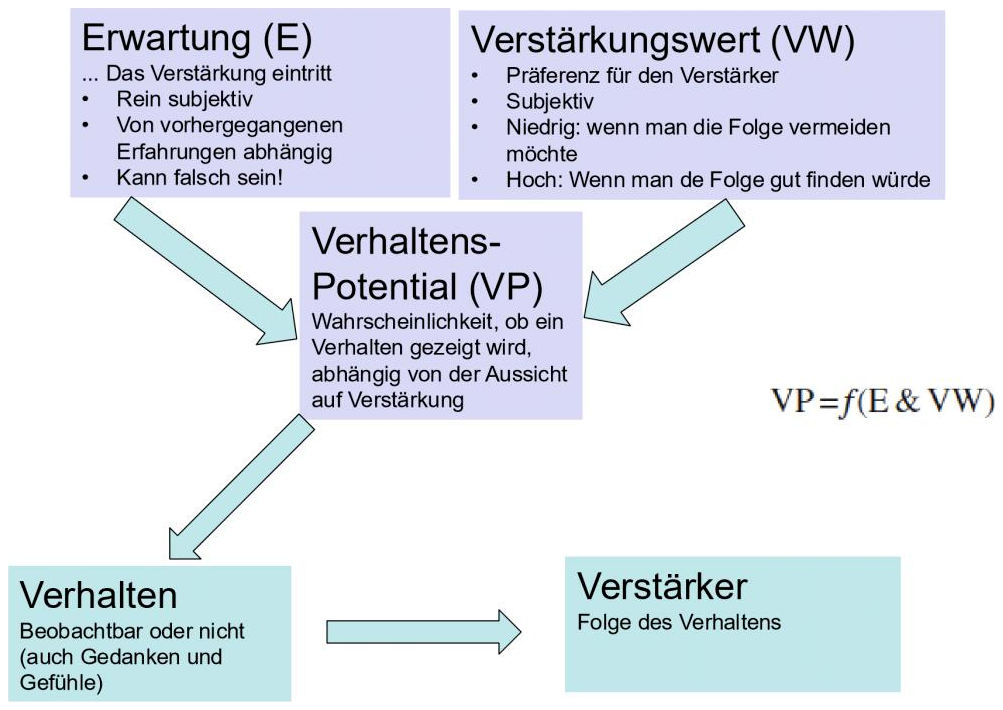 Erwartung (E)
... Das Verstärkung eintritt
• Rein subjektiv
• Von vorhergegangenen
Erfahrungen abhängig
• Kann falsch sein!
Verstärkungswert (VW)
• Präferenz für den Verstärker
• Subjektiv
• Niedrig: wenn man die Folge vermeiden
möchte
• Hoch: Wenn man de Folge gut finden würde
Verhaltens-
Potential (VP)
Wahrscheinlichkeit, ob ein
Verhalten gezeigt wird,
abhängig von der Aussicht
auf Verstärkung
VP=f(E & VW)
Verhalten
Beobachtbar oder nicht
(auch Gedanken und
Gefühle)
Verstärker
Folge des Verhaltens